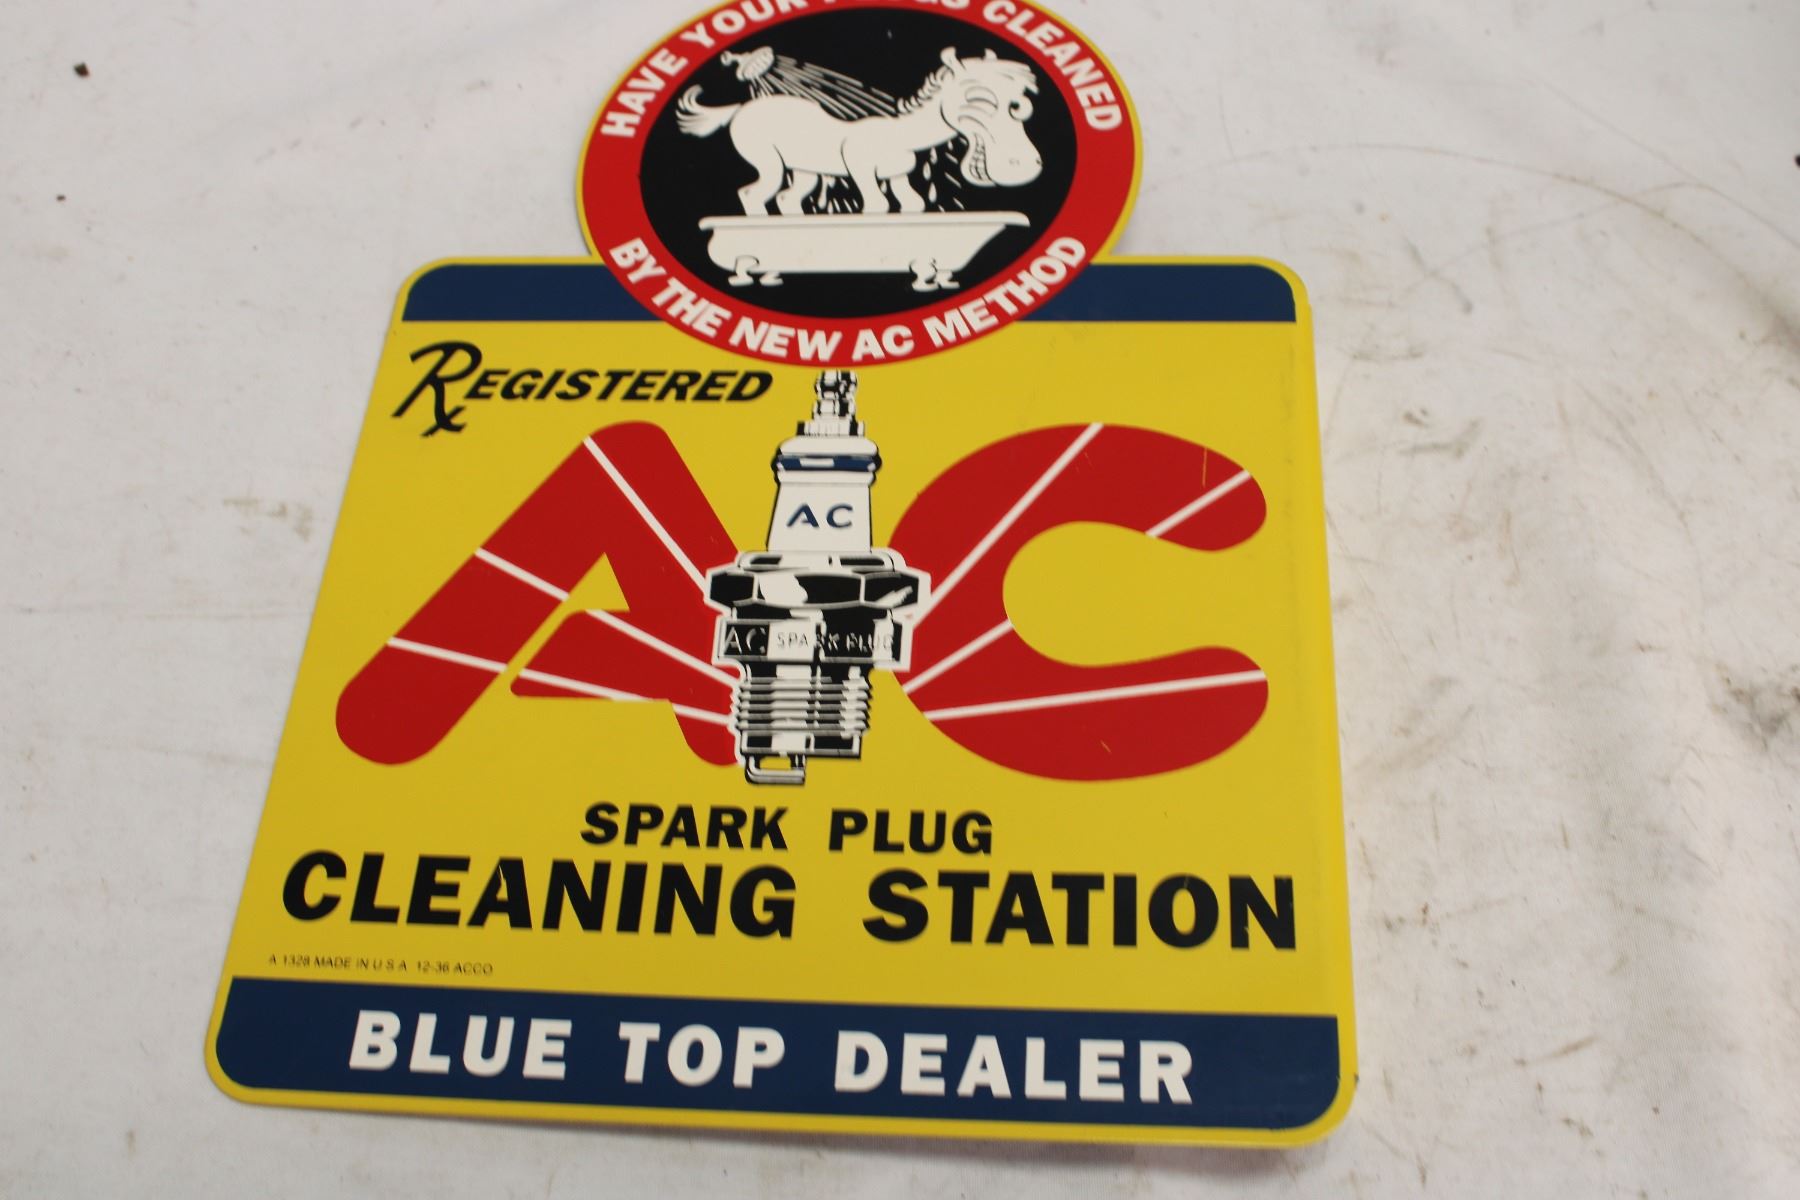 HAVE YOUR PLUGS CLEANED
BY THE NEW AC METHOD
REGISTERED
AC
AC
AC SPARK PLUG
SPARK PLUG
CLEANING STATION
A 1328 MADE IN U S A 12-36 ACCO
BLUE TOP DEALER